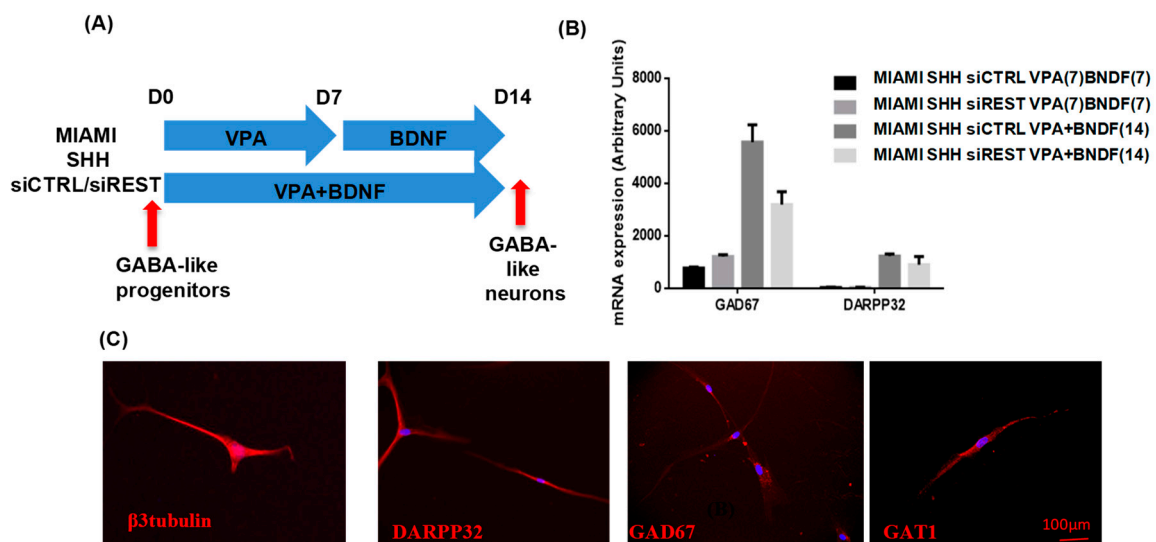 (A)
D0 D7 D14
MIAMI
SHH
siCTRL/siREST
VPA
BDNF
VPA+BDNF
GABA-like
progenitors
GABA-
like
neurons
(B)
mRNA expression (Arbitrary Units)
8000
6000
4000
2000
0
GAD67 DARPP32
MIAMI SHH siCTRL VPA(7)BNDF(7)
MIAMI SHH siREST VPA(7)BNDF(7)
MIAMI SHH siCTRL VPA+BNDF(14)
MIAMI SHH siREST VPA+BNDF(14)
(C)
β3tubulin
DARPP32
(B)
GAD67
GAT1
100μm